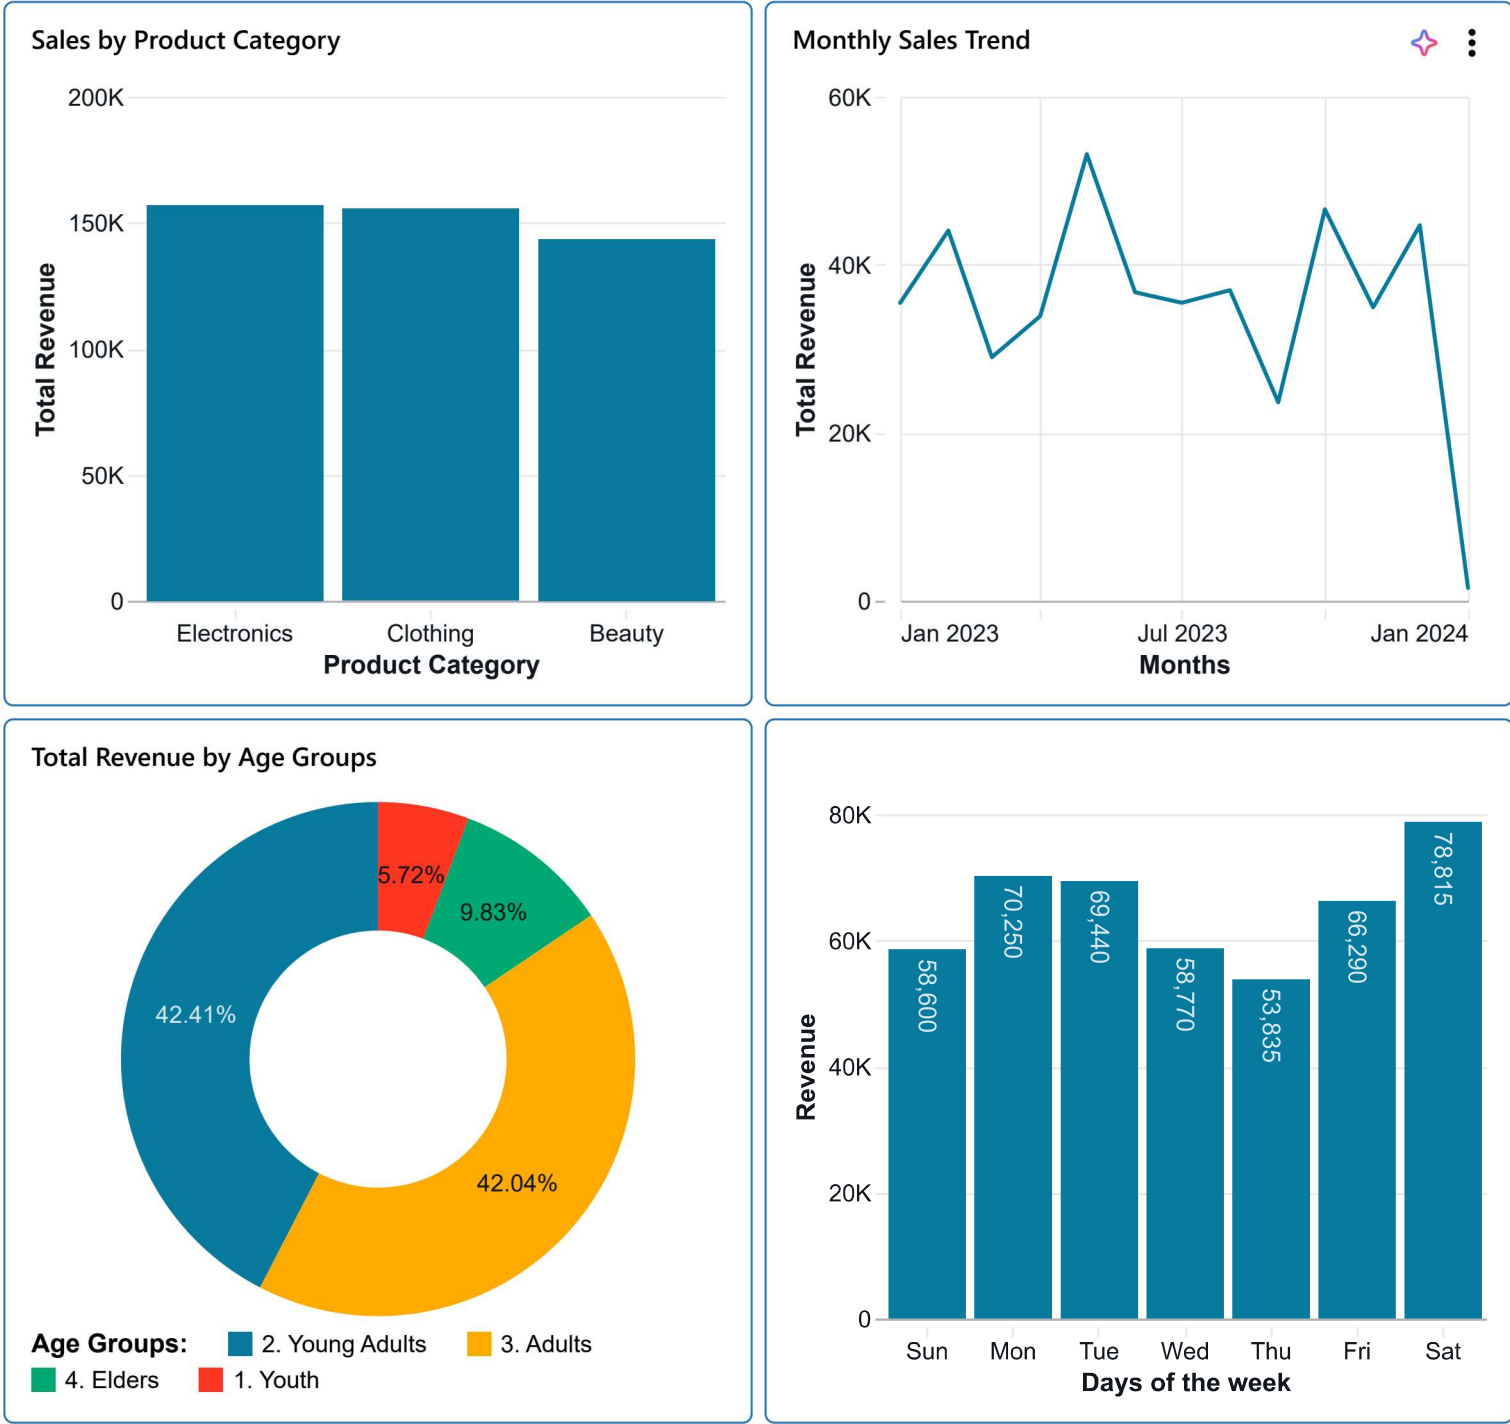 Sales by Product Category
200K
150K
100K
50K
0
Total Revenue
Electronics Clothing Beauty
Product Category
Monthly Sales Trend
60K
40K
20K
0
Total Revenue
Jan 2023 Jul 2023 Jan 2024
Months
Total Revenue by Age Groups
5.72%
9.83%
42.41%
42.04%
Age Groups: 2. Young Adults 3. Adults
4. Elders 1. Youth
80K
60K
40K
20K
0
Revenue
58,600
70,250
69,440
58,770
53,835
66,290
78,815
Sun Mon Tue Wed Thu Fri Sat
Days of the week